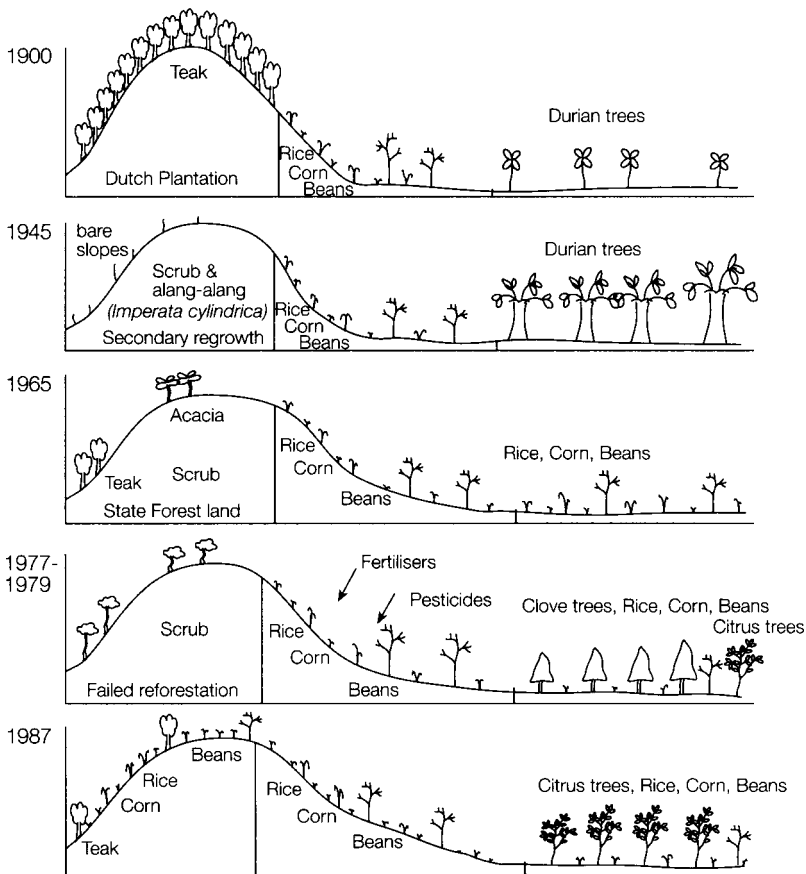 1900
Teak
Dutch Plantation
Rice
Corn
Beans
Durian trees
1945
bare
slopes
Scrub &
alang-alang
(Imperata cylindrica)
Secondary regrowth
Rice
Corn
Beans
Durian trees
1965
Acacia
Teak
Scrub
State Forest land
Rice
Corn
Beans
Rice, Corn, Beans
1977-
1979
Scrub
Failed reforestation
Rice
Corn
Beans
Fertilisers
Pesticides
Clove trees, Rice, Corn, Beans
Citrus trees
1987
Beans
Rice
Corn
Teak
Rice
Corn
Beans
Citrus trees, Rice, Corn, Beans